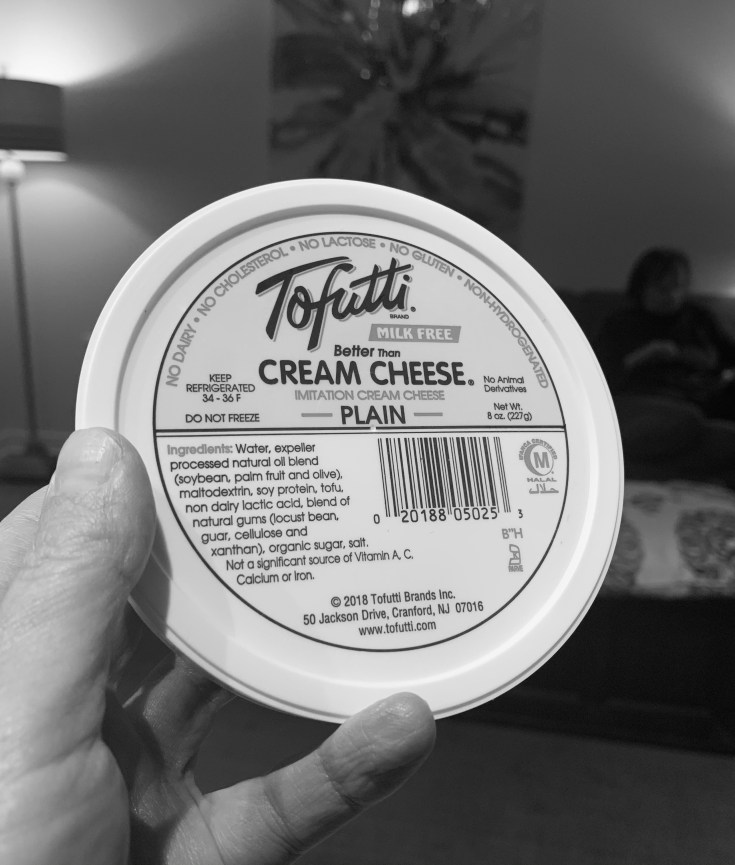 NO DAIRY • NO CHOLESTEROL • NO LACTOSE • NO GLUTEN • NON-HYDROGENATED
Tofutti.
BRAND
MILK FREE
Better Than
CREAM CHEESE®
IMITATION CREAM CHEESE
PLAIN
KEEP
REFRIGERATED
34 - 36 F
DO NOT FREEZE
No Animal
Derivatives
Net Wt.
8 oz. (227g)
Ingredients: Water, expeller
processed natural oil blend
(soybean, palm fruit and olive),
maltodextrin, soy protein, tofu,
non dairy lactic acid, blend of
natural gums (locust bean,
guar, cellulose and
xanthan), organic sugar, salt.
Not a significant source of Vitamin A, C,
Calcium or Iron.
0 20188 05025 3
M
HALAL
حلال
B"H
© 2018 Tofutti Brands Inc.
50 Jackson Drive, Cranford, NJ 07016
www.tofutti.com